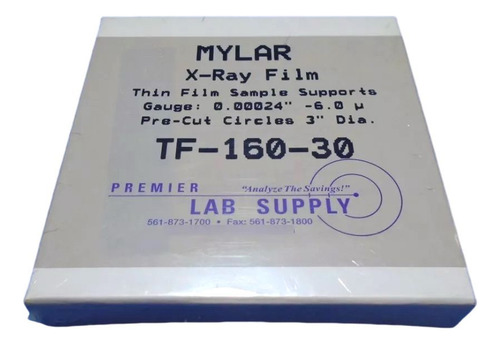 MYLAR
X-Ray Film
Thin Film Sample Supports
Gauge: 0.00024" -6.0 µ
Pre-Cut Circles 3" Dia.
TF-160-30
PREMIER "Analyze The Savings!"
LAB SUPPLY
561-873-1700 • Fax: 561-873-1800